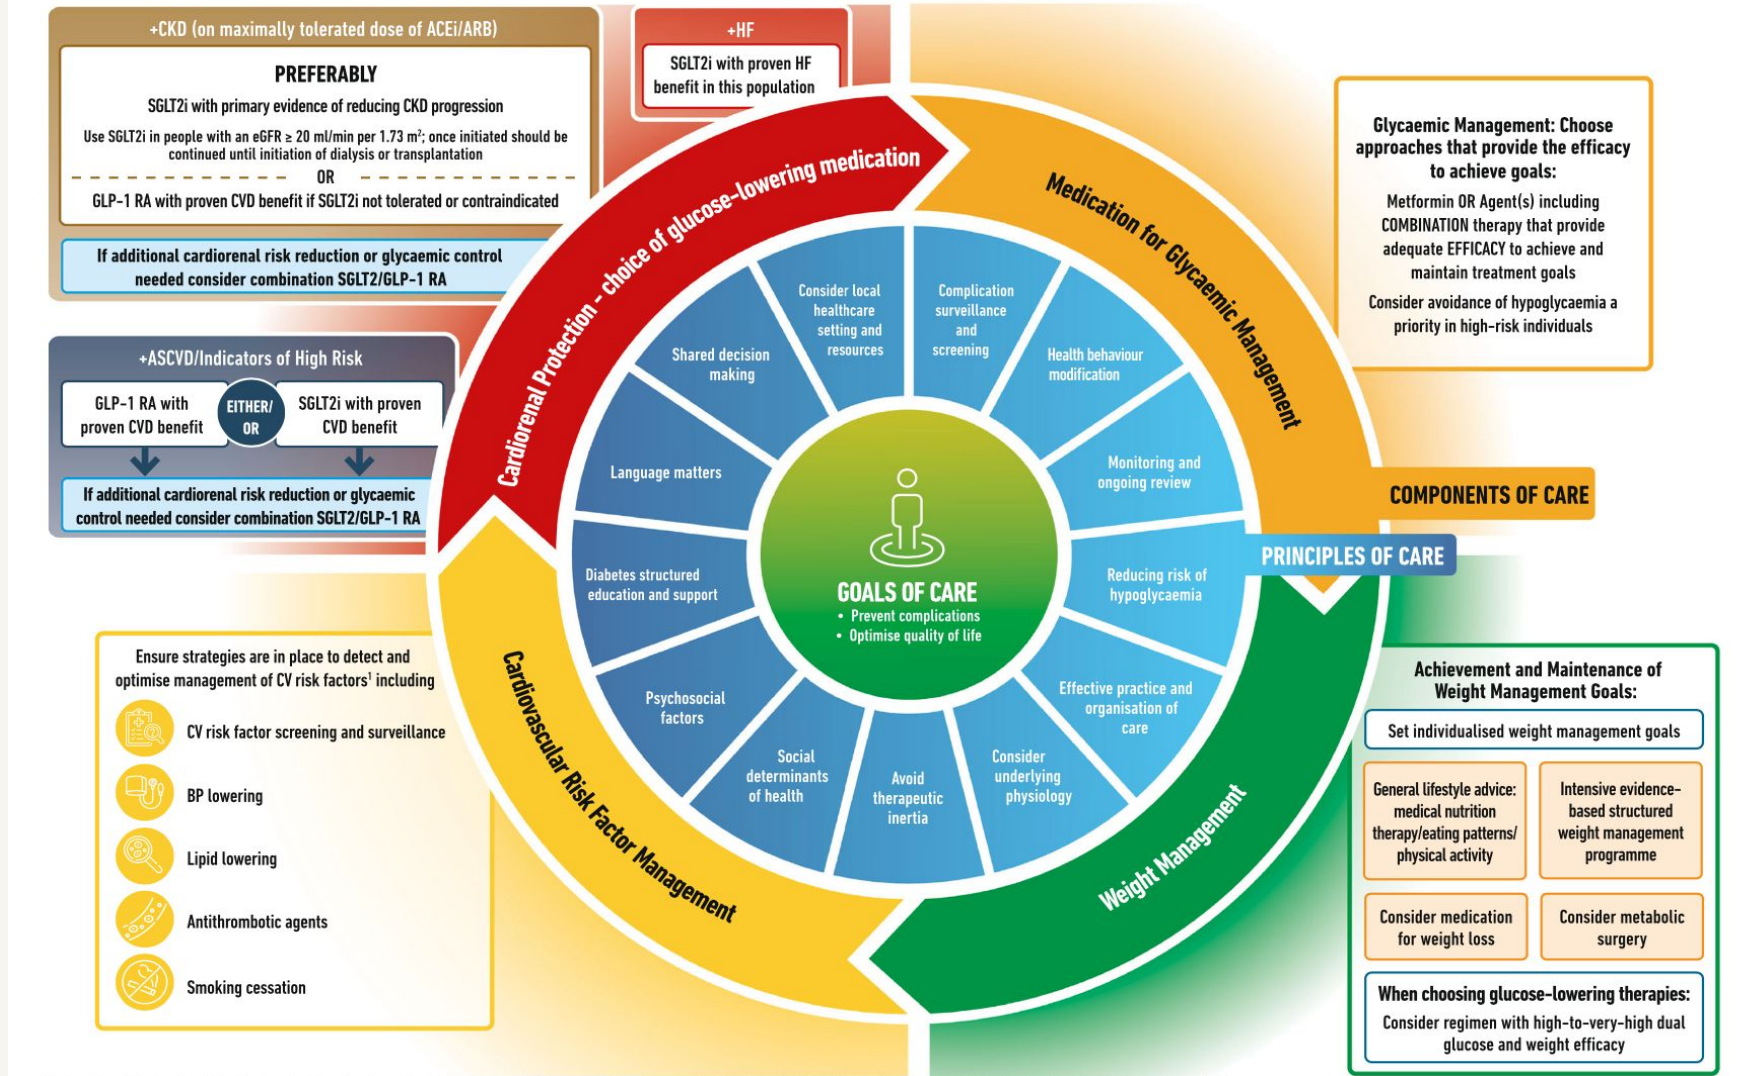 +CKD (on maximally tolerated dose of ACEi/ARB)
PREFERABLY
SGLT2i with primary evidence of reducing CKD progression
Use SGLT2i in people with an eGFR ≥ 20 ml/min per 1.73 m²; once initiated should be
continued until initiation of dialysis or transplantation
OR
GLP-1 RA with proven CVD benefit if SGLT2i not tolerated or contraindicated
If additional cardiorenal risk reduction or glycaemic control
needed consider combination SGLT2/GLP-1 RA
+HF
SGLT2i with proven HF
benefit in this population
+ASCVD/Indicators of High Risk
GLP-1 RA with
proven CVD benefit
EITHER/
OR
SGLT2i with proven
CVD benefit
If additional cardiorenal risk reduction or glycaemic
control needed consider combination SGLT2/GLP-1 RA
Cardiorenal Protection - choice of glucose-lowering medication
Medication for Glycaemic Management
Glycaemic Management: Choose
approaches that provide the efficacy
to achieve goals:
Metformin OR Agent(s) including
COMBINATION therapy that provide
adequate EFFICACY to achieve and
maintain treatment goals
Consider avoidance of hypoglycaemia a
priority in high-risk individuals
COMPONENTS OF CARE
PRINCIPLES OF CARE
Consider local
healthcare
setting and
resources
Complication
surveillance
and
screening
Health behaviour
modification
Monitoring and
ongoing review
Reducing risk of
hypoglycaemia
Effective practice and
organisation of
care
Consider
underlying
physiology
Avoid
therapeutic
inertia
Social
determinants
of health
Psychosocial
factors
Diabetes structured
education and support
Language matters
Shared decision
making
GOALS OF CARE
• Prevent complications
• Optimise quality of life
Cardiovascular Risk Factor Management
Weight Management
Ensure strategies are in place to detect and
optimise management of CV risk factors¹ including
CV risk factor screening and surveillance
BP lowering
Lipid lowering
Antithrombotic agents
Smoking cessation
Achievement and Maintenance of
Weight Management Goals:
Set individualised weight management goals
General lifestyle advice:
medical nutrition
therapy/eating patterns/
physical activity
Intensive evidence-
based structured
weight management
programme
Consider medication
for weight loss
Consider metabolic
surgery
When choosing glucose-lowering therapies:
Consider regimen with high-to-very-high dual
glucose and weight efficacy